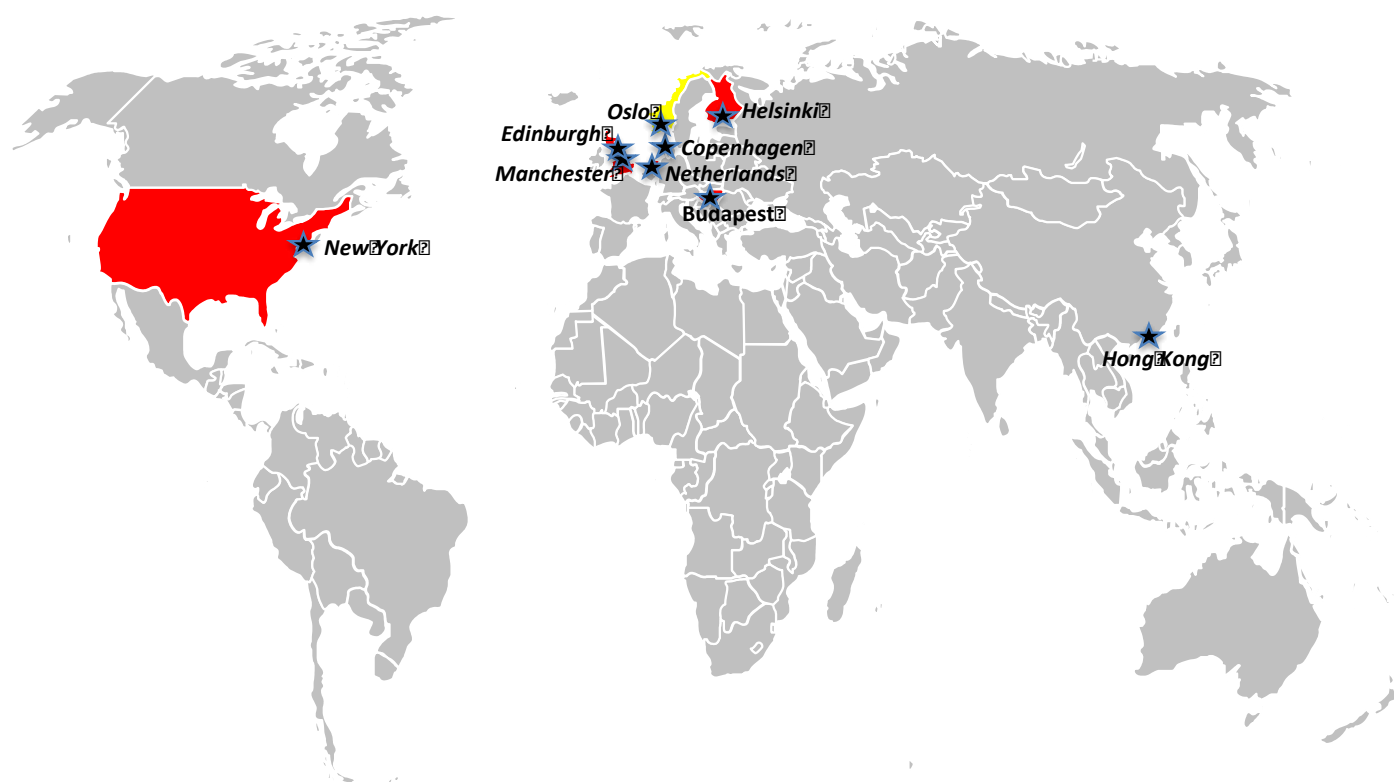 Oslo
Helsinki
Edinburgh
Copenhagen
Manchester
Netherlands
Budapest
New York
Hong Kong